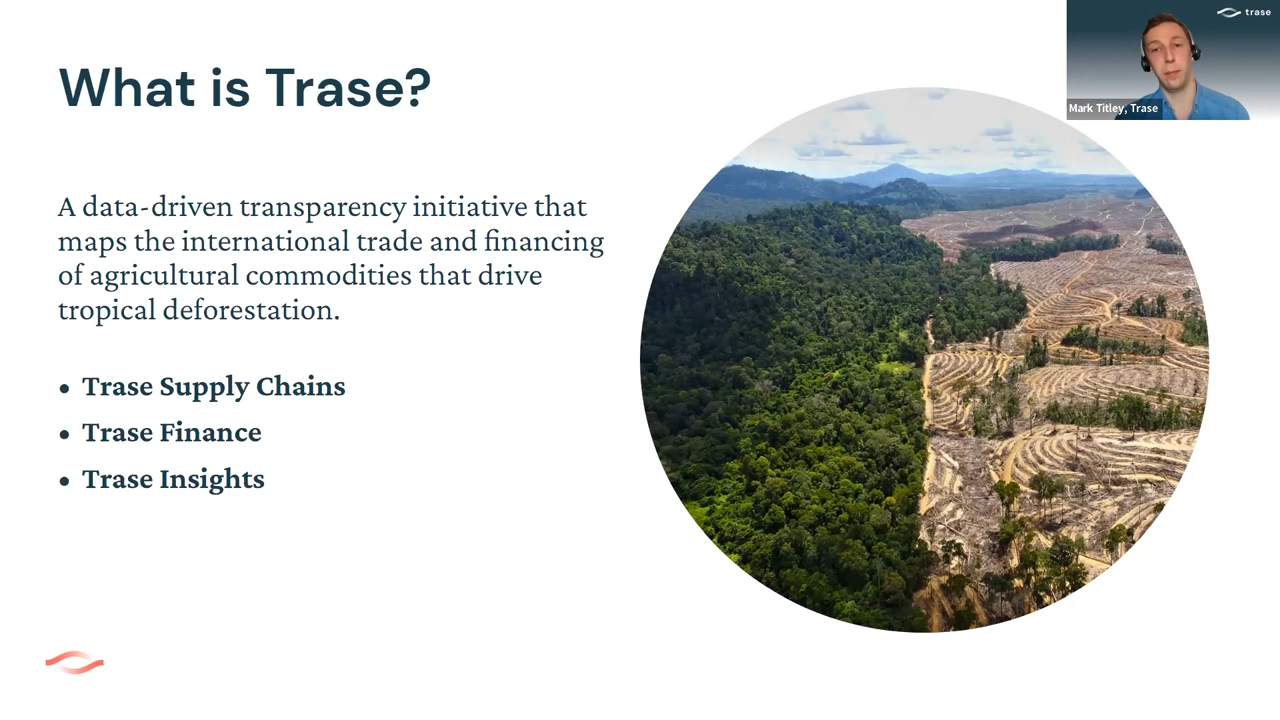 What is Trase?
trase
Mark Titley, Trase
A data-driven transparency initiative that
maps the international trade and financing
of agricultural commodities that drive
tropical deforestation.
• Trase Supply Chains
• Trase Finance
• Trase Insights